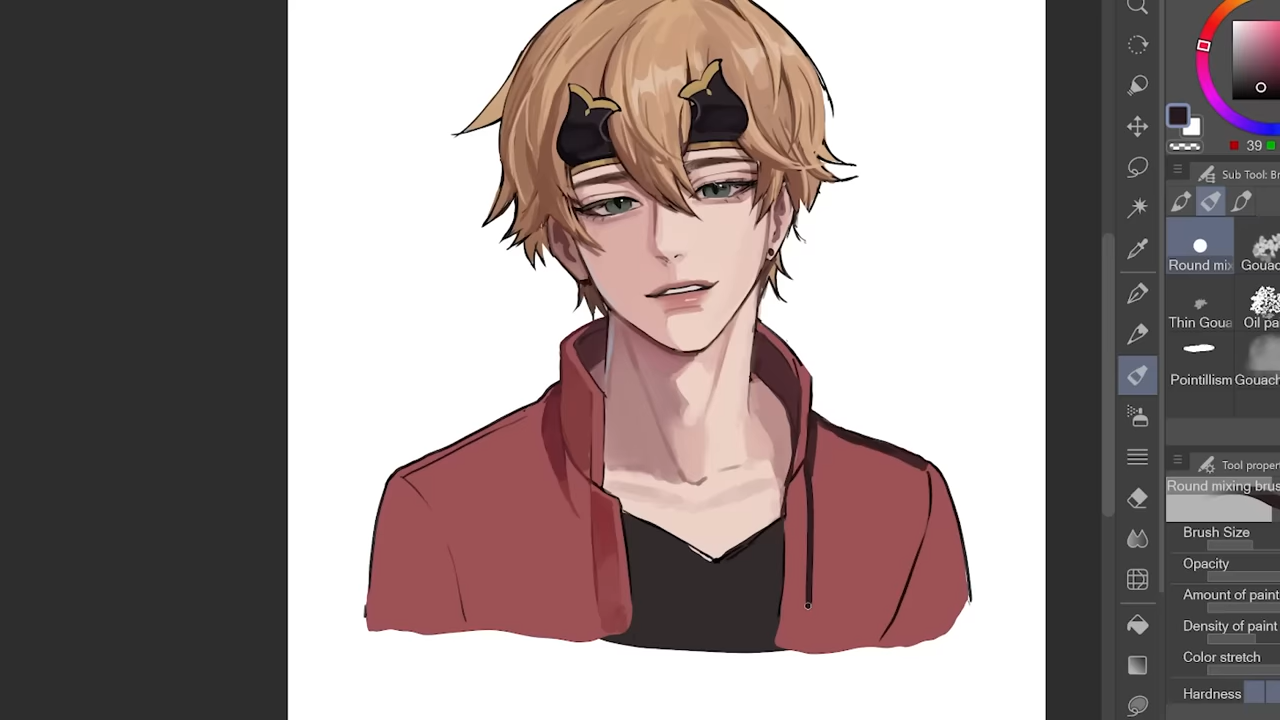 39
Sub Tool: Br
Round mi
Goua
Thin Goua
Oil pa
Pointillism
Gouach
Tool proper
Round mixing brus
Brush Size
Opacity
Amount of paint
Density of paint
Color stretch
Hardness